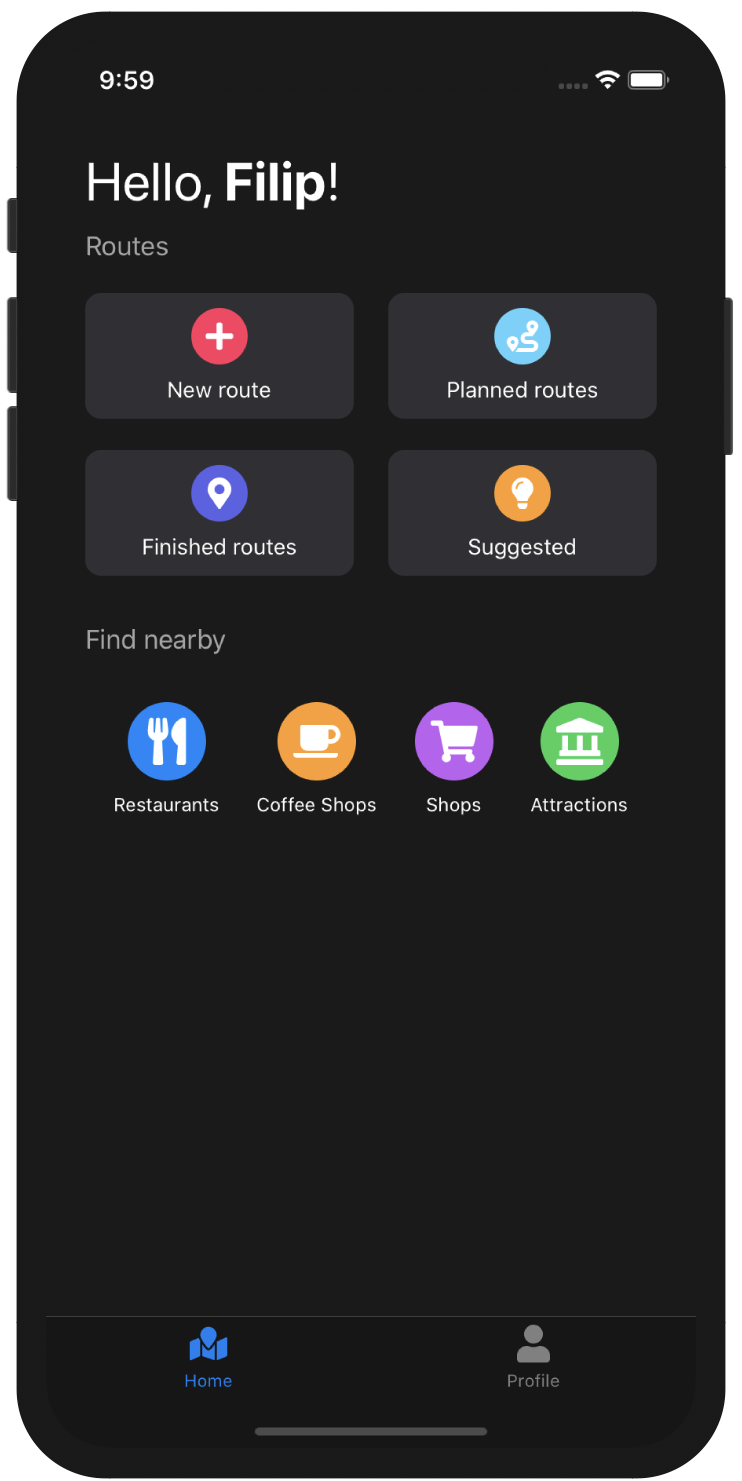 9:59
Hello, Filip!
Routes
New route
Planned routes
Finished routes
Suggested
Find nearby
Restaurants
Coffee Shops
Shops
Attractions
Home
Profile